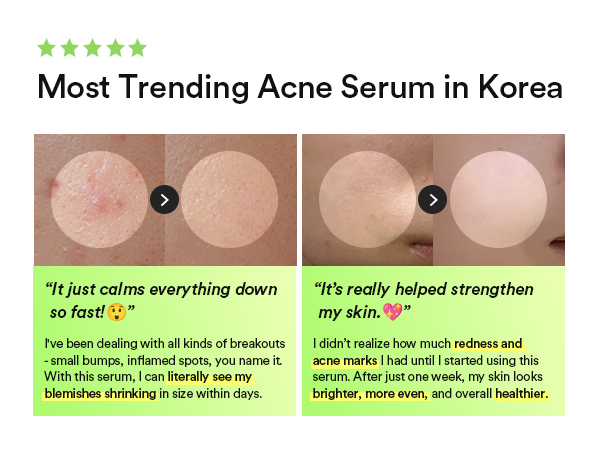 Most Trending Acne Serum in Korea
“It just calms everything down
so fast!😲”
I've been dealing with all kinds of breakouts
- small bumps, inflamed spots, you name it.
With this serum, I can literally see my
blemishes shrinking in size within days.
“It’s really helped strengthen
my skin.💖”
I didn’t realize how much redness and
acne marks I had until I started using this
serum. After just one week, my skin looks
brighter, more even, and overall healthier.